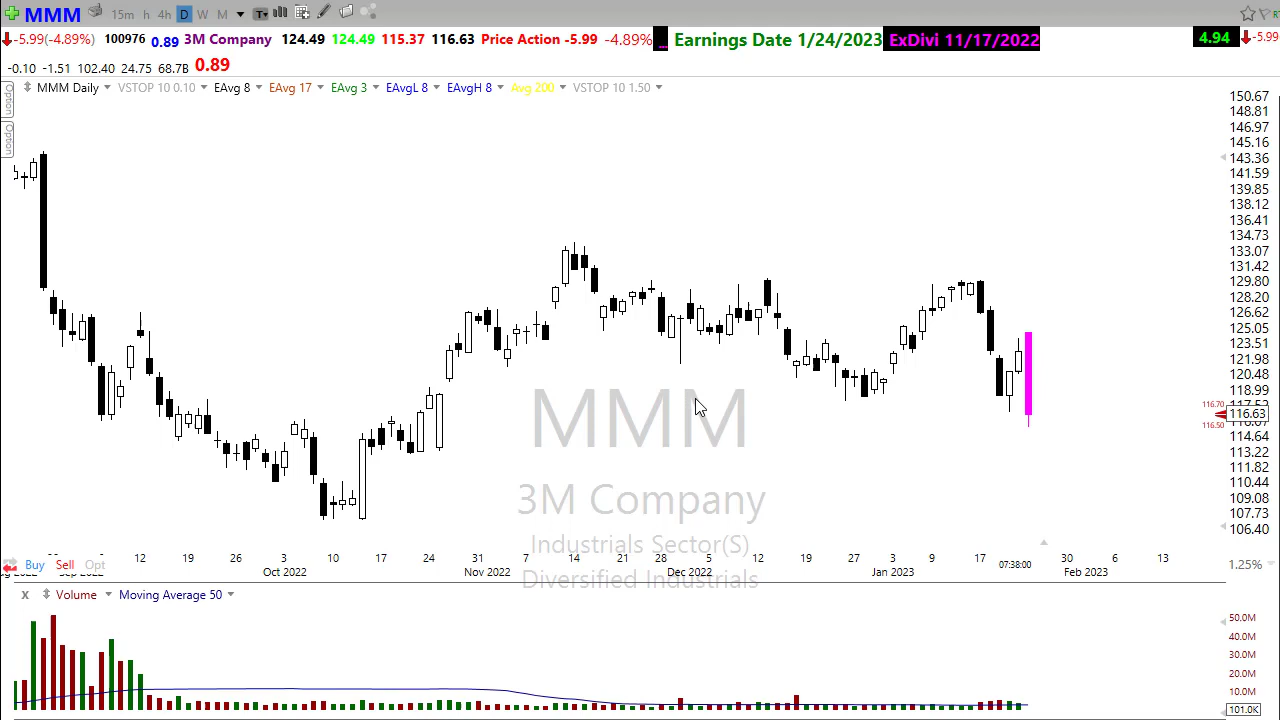 MMM 15m h 4h D W M
-5.99(-4.89%) 100976 0.89 3M Company 124.49 124.49 115.37 116.63 Price Action -5.99 -4.89% ... Earnings Date 1/24/2023 ExDivi 11/17/2022 4.94 -5.99
-0.10 -1.51 102.40 24.75 68.7B 0.89
Option
Option
MMM Daily VSTOP 10 0.10 EAvg 8 EAvg 17 EAvg 3 EAvgL 8 EAvgH 8 Avg 200 VSTOP 10 1.50
150.67
148.81
146.97
145.16
143.36
141.59
139.85
138.12
136.41
134.73
133.07
131.42
129.80
128.20
126.62
125.05
123.51
121.98
120.48
118.99
116.70
116.63
116.50
114.64
113.22
111.82
110.44
109.08
107.73
106.40
MMM
3M Company
Industrials Sector(S)
Diversified Industrials
12 19 26 3 10 17 24 31 7 14 21 28 5 12 19 27 3 9 17 30 6 13
Oct 2022 Nov 2022 Dec 2022 Jan 2023 07:38:00 Feb 2023
Buy Sell Opt
1.25%
x Volume Moving Average 50
50.0M
40.0M
30.0M
20.0M
10.0M
101.0K